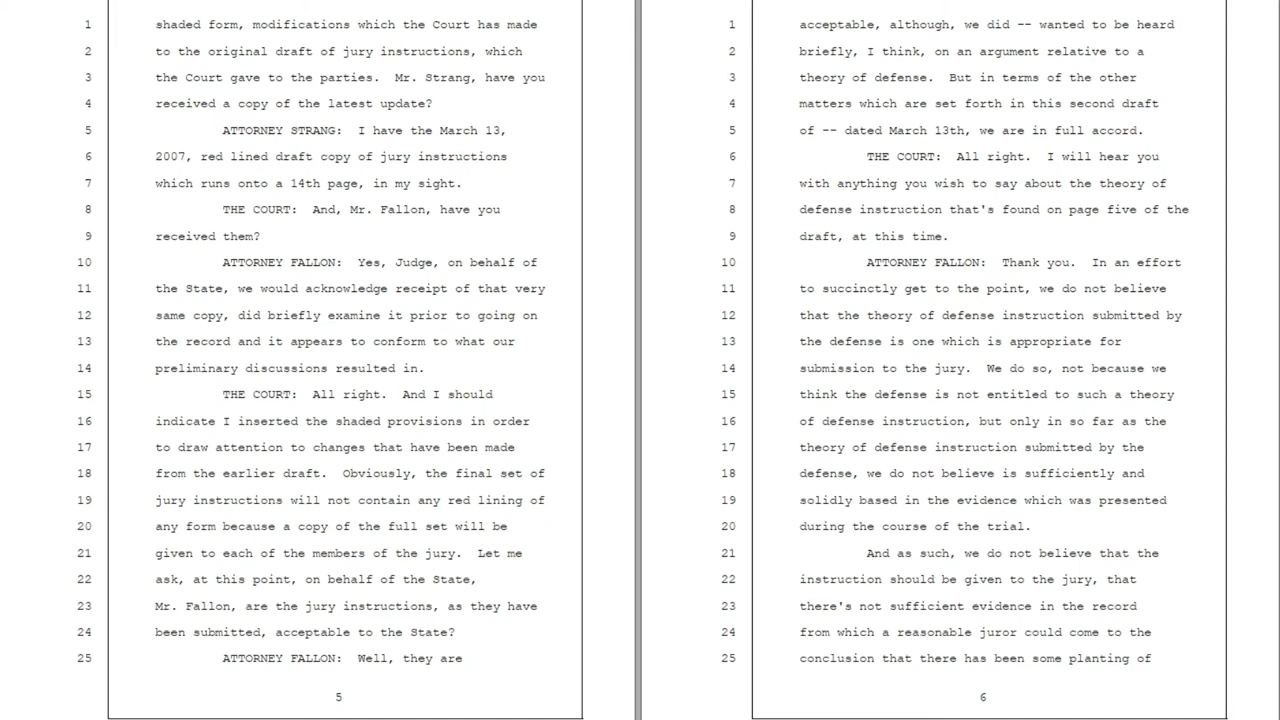 1 shaded form, modifications which the Court has made
2 to the original draft of jury instructions, which
3 the Court gave to the parties. Mr. Strang, have you
4 received a copy of the latest update?
5 ATTORNEY STRANG: I have the March 13,
6 2007, red lined draft copy of jury instructions
7 which runs onto a 14th page, in my sight.
8 THE COURT: And, Mr. Fallon, have you
9 received them?
10 ATTORNEY FALLON: Yes, Judge, on behalf of
11 the State, we would acknowledge receipt of that very
12 same copy, did briefly examine it prior to going on
13 the record and it appears to conform to what our
14 preliminary discussions resulted in.
15 THE COURT: All right. And I should
16 indicate I inserted the shaded provisions in order
17 to draw attention to changes that have been made
18 from the earlier draft. Obviously, the final set of
19 jury instructions will not contain any red lining of
20 any form because a copy of the full set will be
21 given to each of the members of the jury. Let me
22 ask, at this point, on behalf of the State,
23 Mr. Fallon, are the jury instructions, as they have
24 been submitted, acceptable to the State?
25 ATTORNEY FALLON: Well, they are
5
1 acceptable, although, we did -- wanted to be heard
2 briefly, I think, on an argument relative to a
3 theory of defense. But in terms of the other
4 matters which are set forth in this second draft
5 of -- dated March 13th, we are in full accord.
6 THE COURT: All right. I will hear you
7 with anything you wish to say about the theory of
8 defense instruction that's found on page five of the
9 draft, at this time.
10 ATTORNEY FALLON: Thank you. In an effort
11 to succinctly get to the point, we do not believe
12 that the theory of defense instruction submitted by
13 the defense is one which is appropriate for
14 submission to the jury. We do so, not because we
15 think the defense is not entitled to such a theory
16 of defense instruction, but only in so far as the
17 theory of defense instruction submitted by the
18 defense, we do not believe is sufficiently and
19 solidly based in the evidence which was presented
20 during the course of the trial.
21 And as such, we do not believe that the
22 instruction should be given to the jury, that
23 there's not sufficient evidence in the record
24 from which a reasonable juror could come to the
25 conclusion that there has been some planting of
6